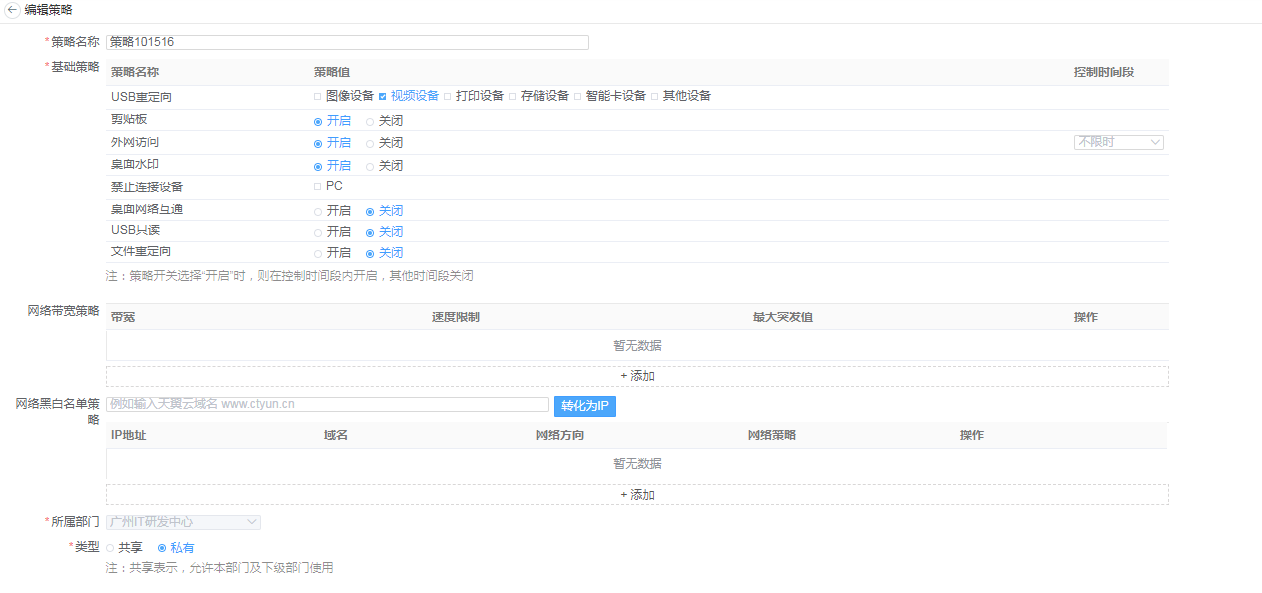 编辑策略
*策略名称 策略101516
*基础策略 策略名称 策略值 控制时间段
USB重定向 图像设备 视频设备 打印设备 存储设备 智能卡设备 其他设备
剪贴板 开启 关闭
外网访问 开启 关闭 不限时
桌面水印 开启 关闭
禁止连接设备 PC
桌面网络互通 开启 关闭
USB只读 开启 关闭
文件重定向 开启 关闭
注：策略开关选择“开启”时，则在控制时间段内开启，其他时间段关闭
网络带宽策略 带宽 速度限制 最大突发值 操作
暂无数据
+ 添加
网络黑白名单策 例如输入天翼云域名 www.ctyun.cn 转化为IP
略
IP地址 域名 网络方向 网络策略 操作
暂无数据
+ 添加
*所属部门 广州IT研发中心
*类型 共享 私有
注：共享表示，允许本部门及下级部门使用